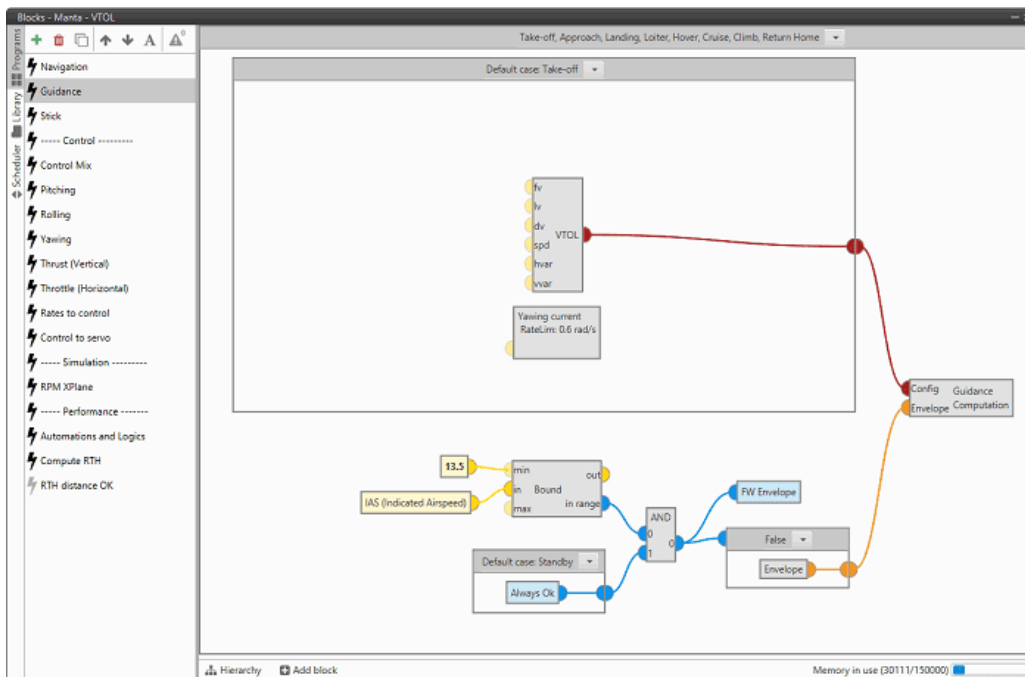 Blocks - Manta - VTOL
Programs
Library
Scheduler
A
0
Navigation
Guidance
Stick
----- Control ---------
Control Mix
Pitching
Rolling
Yawing
Thrust (Vertical)
Throttle (Horizontal)
Rates to control
Control to servo
----- Simulation ---------
RPM XPlane
----- Performance -------
Automations and Logics
Compute RTH
RTH distance OK
Take-off, Approach, Landing, Loiter, Hover, Cruise, Climb, Return Home
Default case: Take-off
fv
lv
dv
VTOL
spd
hvar
vvar
Yawing current
RateLim: 0.6 rad/s
Config
Guidance
Envelope
Computation
13.5
IAS (Indicated Airspeed)
min
out
in
Bound
in range
max
AND
0
0
1
FW Envelope
False
Envelope
Default case: Standby
Always Ok
Hierarchy
Add block
Memory in use (30111/150000)